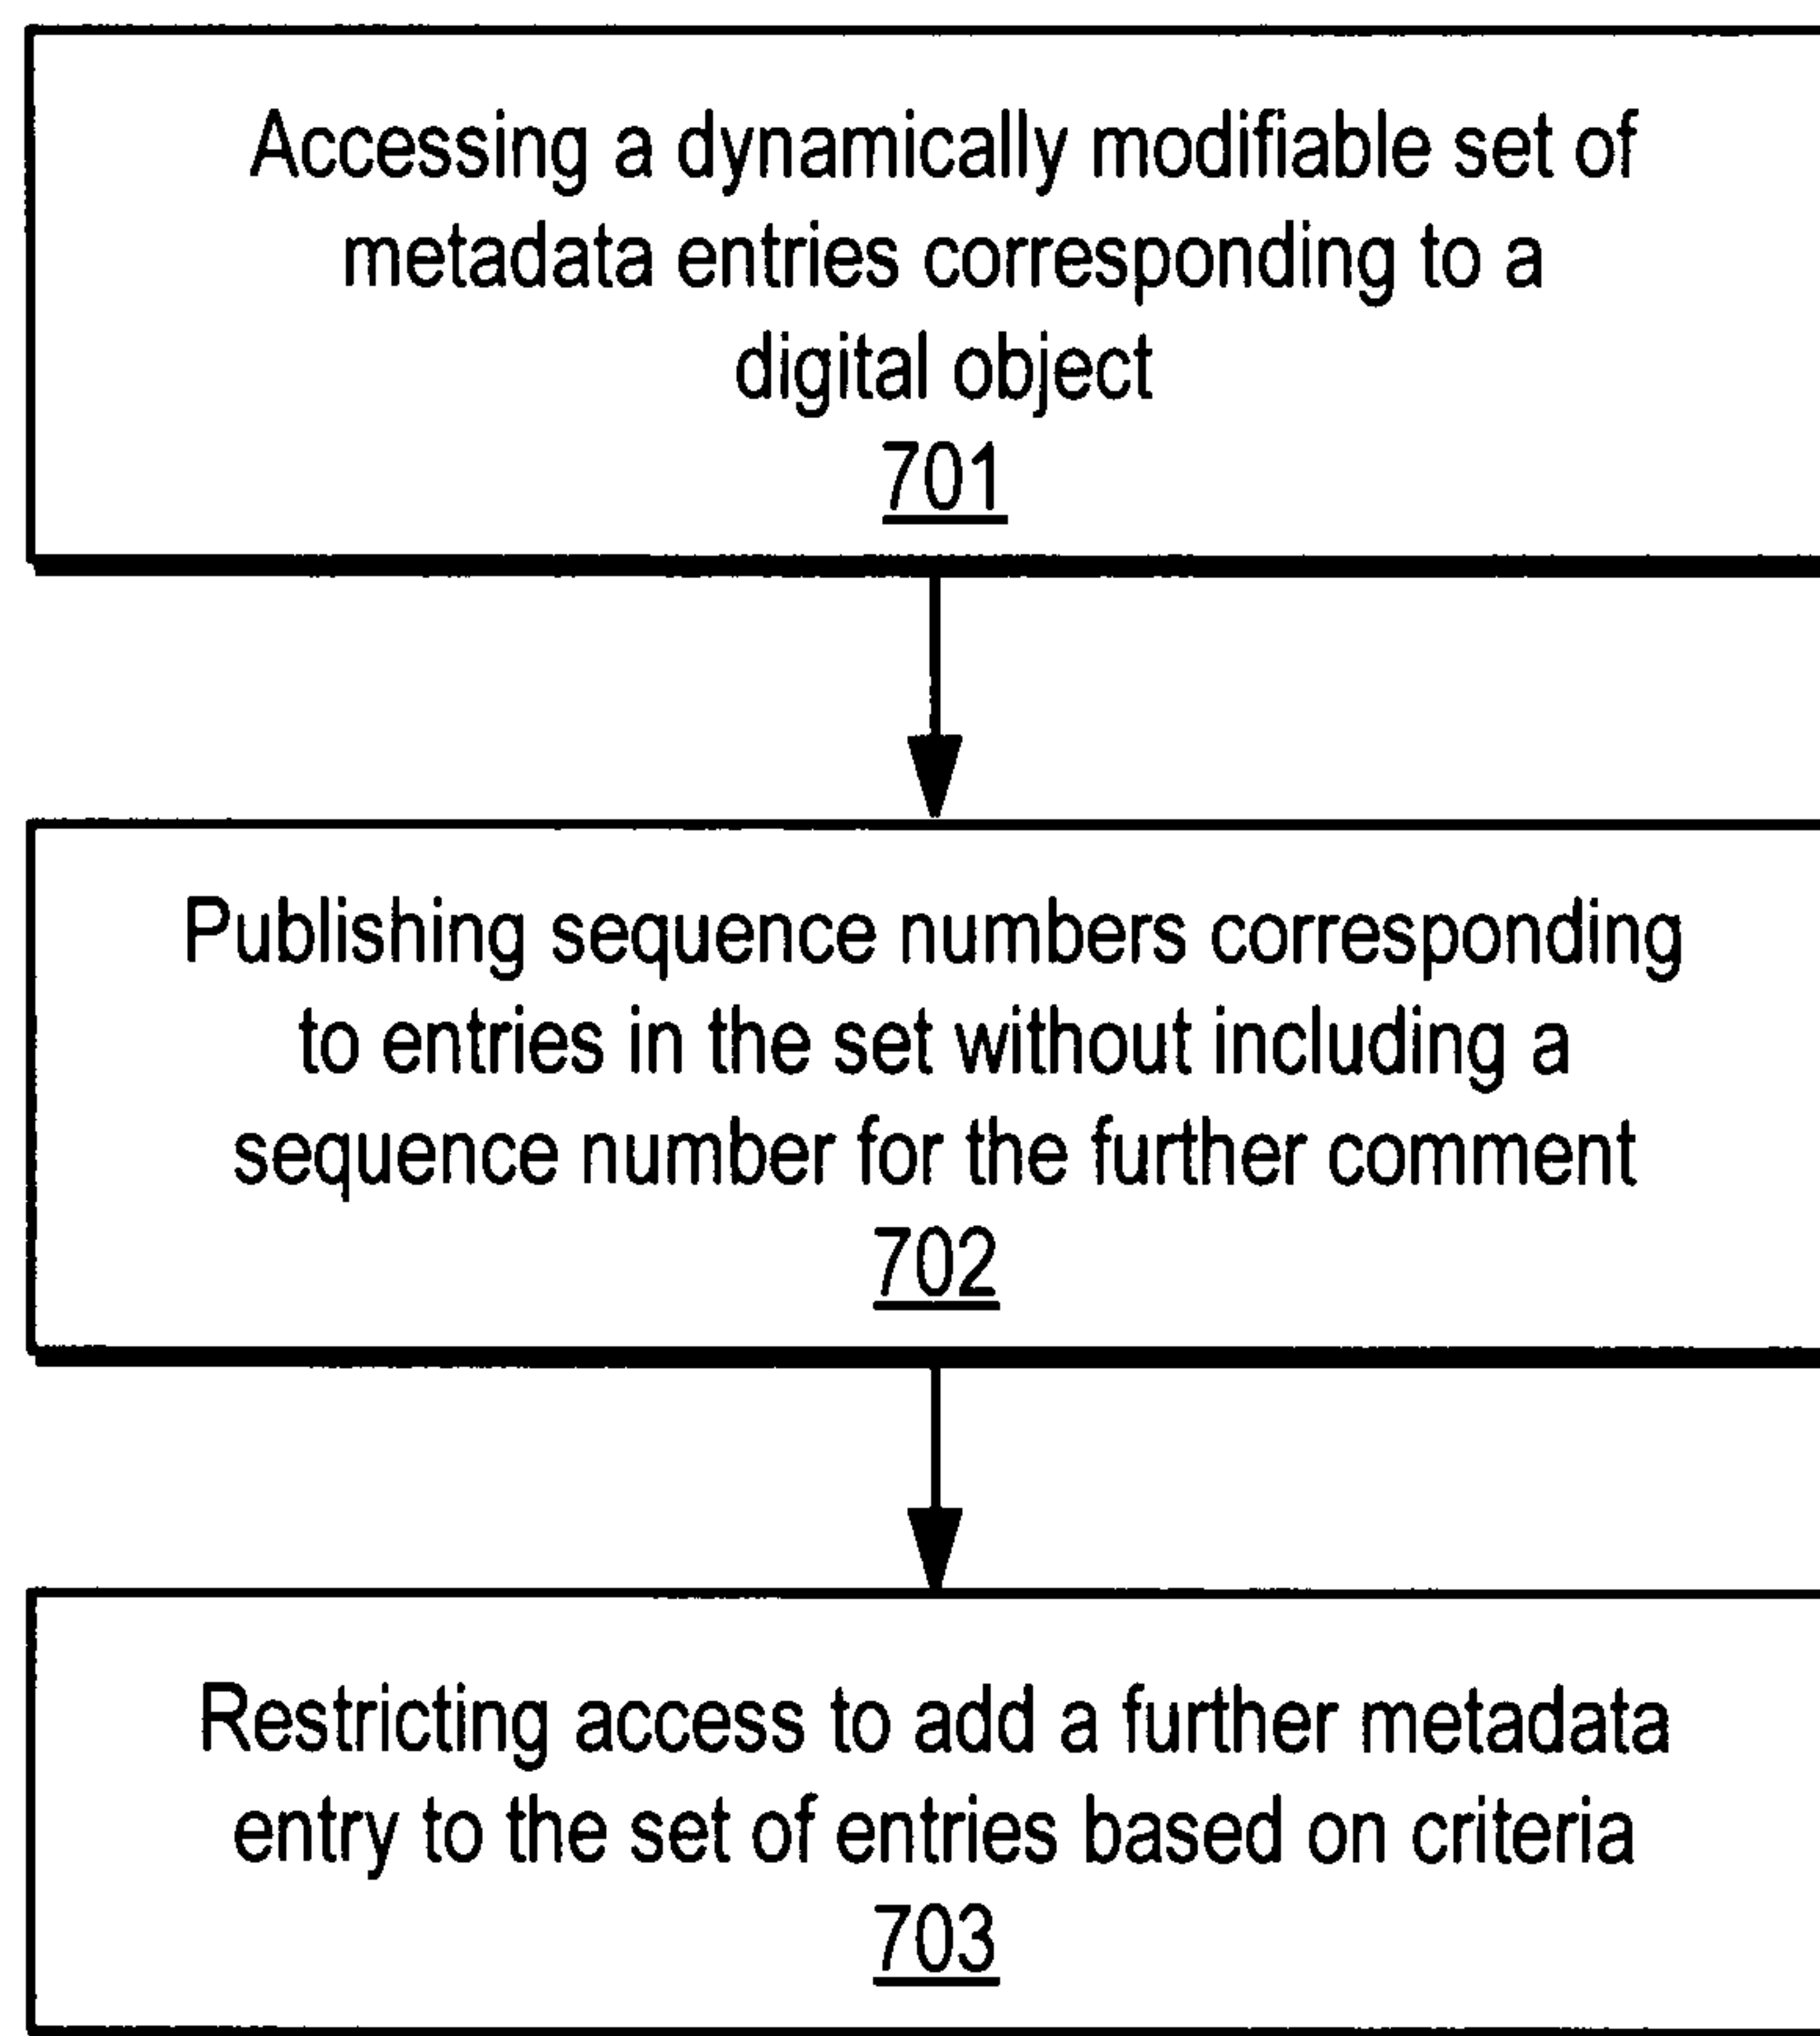 Accessing a dynamically modifiable set of
metadata entries corresponding to a
digital object
701
Publishing sequence numbers corresponding
to entries in the set without including a
sequence number for the further comment
702
Restricting access to add a further metadata
entry to the set of entries based on criteria
703